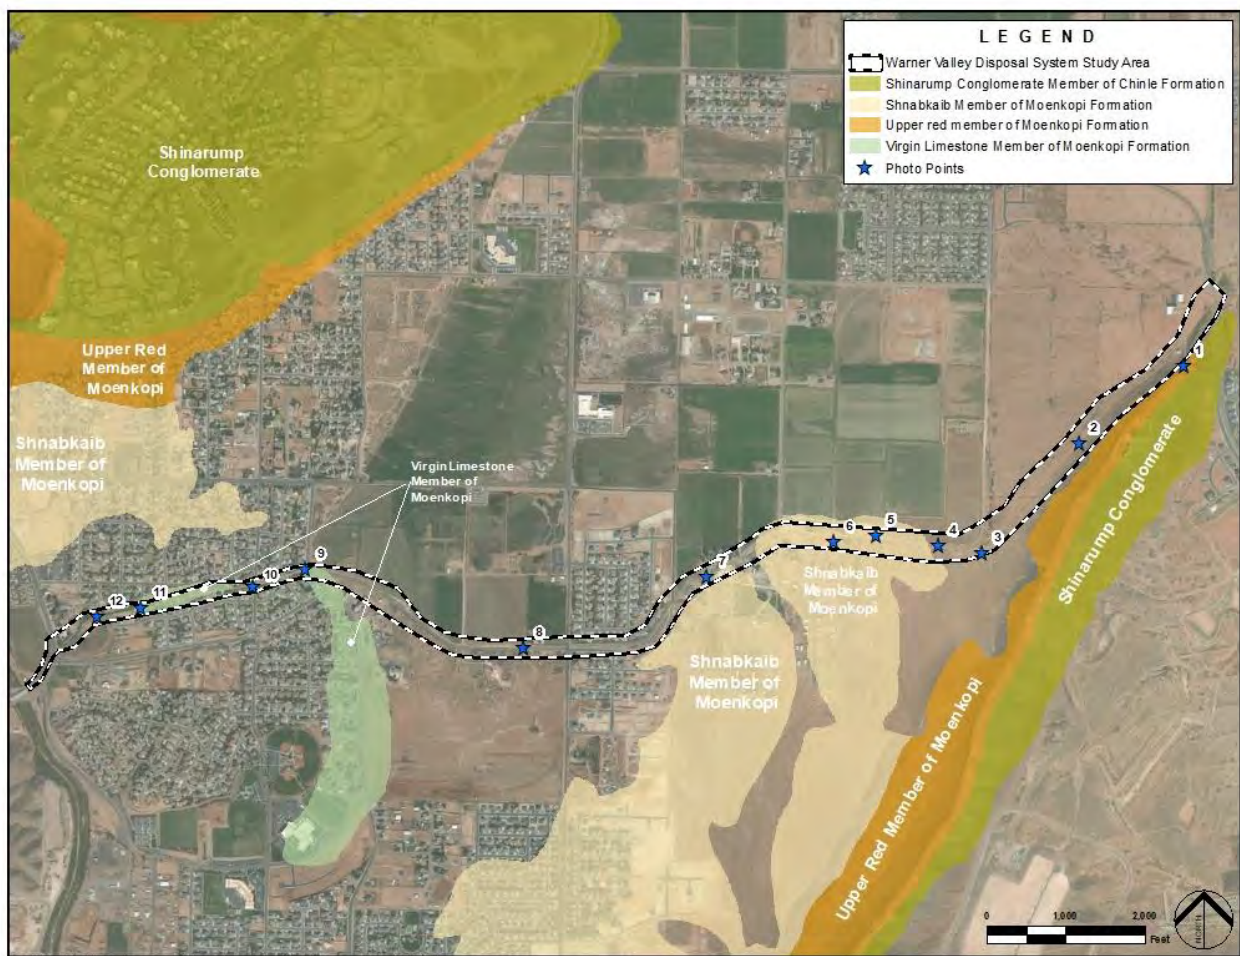 LEGEND
Warner Valley Disposal System Study Area
Shinarump Conglomerate Member of Chinle Formation
Shnabkaib Member of Moenkopi Formation
Upper red member of Moenkopi Formation
Virgin Limestone Member of Moenkopi Formation
Photo Points
Shinarump
Conglomerate
1
Upper Red
Member of
Moenkopi
2
Shnabkaib
Member of
Moenkopi
Virgin Limestone
Member of
Moenkopi
Shinarump Conglomerate
3
4
5
6
7
Shnabkaib
Member of
Moenkopi
9
10
11
12
8
Shnabkaib
Member of
Moenkopi
Upper Red Member of Moenkopi
0 1,000 2,000
Feet
NORTH